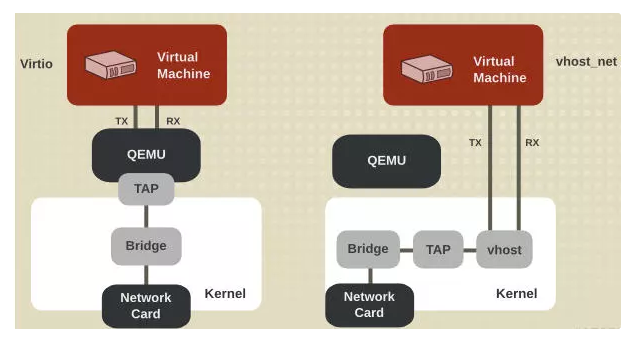 Virtio
Virtual
Machine
TX
RX
QEMU
TAP
Bridge
Network
Card
Kernel
vhost_net
Virtual
Machine
TX
RX
QEMU
Bridge
TAP
vhost
Network
Card
Kernel